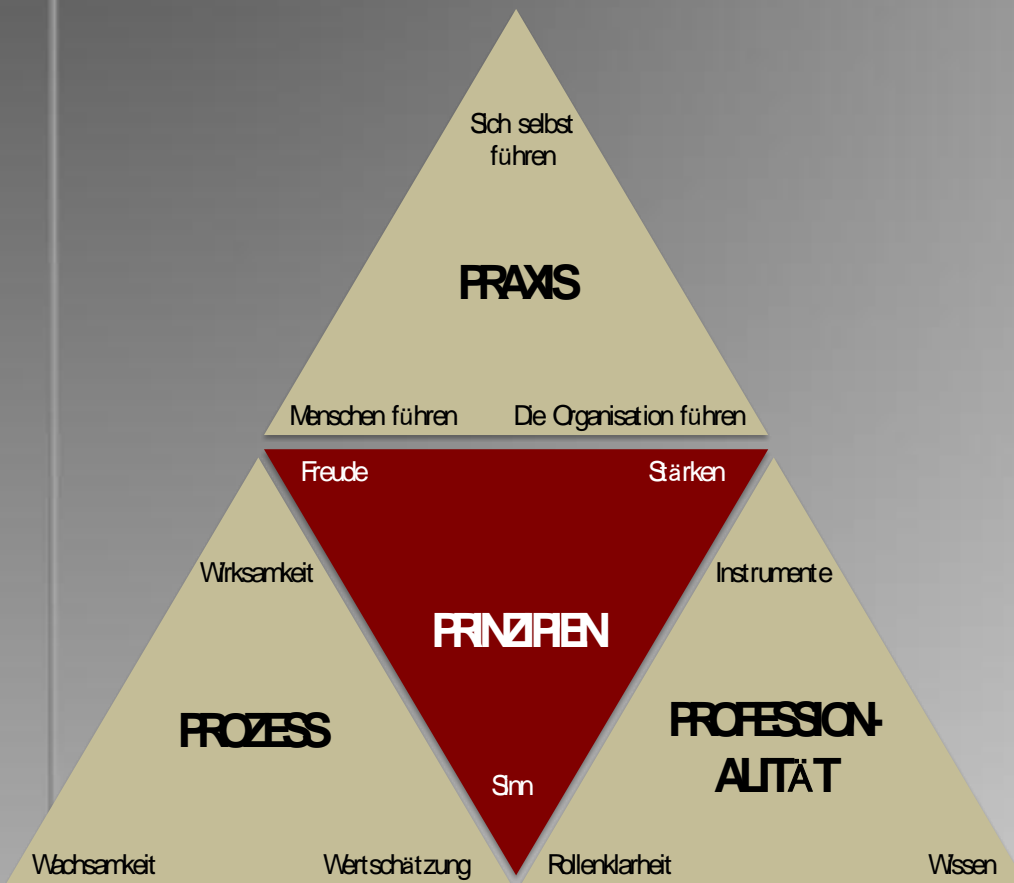 Sich selbst
führen
PRAXIS
Menschen führen Die Organisation führen
Freude Stärken
Wirksamkeit Instrumente
PRINZIPIEN
PROZESS
PROFESSION-
ALITÄT
Sinn
Wachsamkeit Wertschätzung Rollenklarheit Wissen